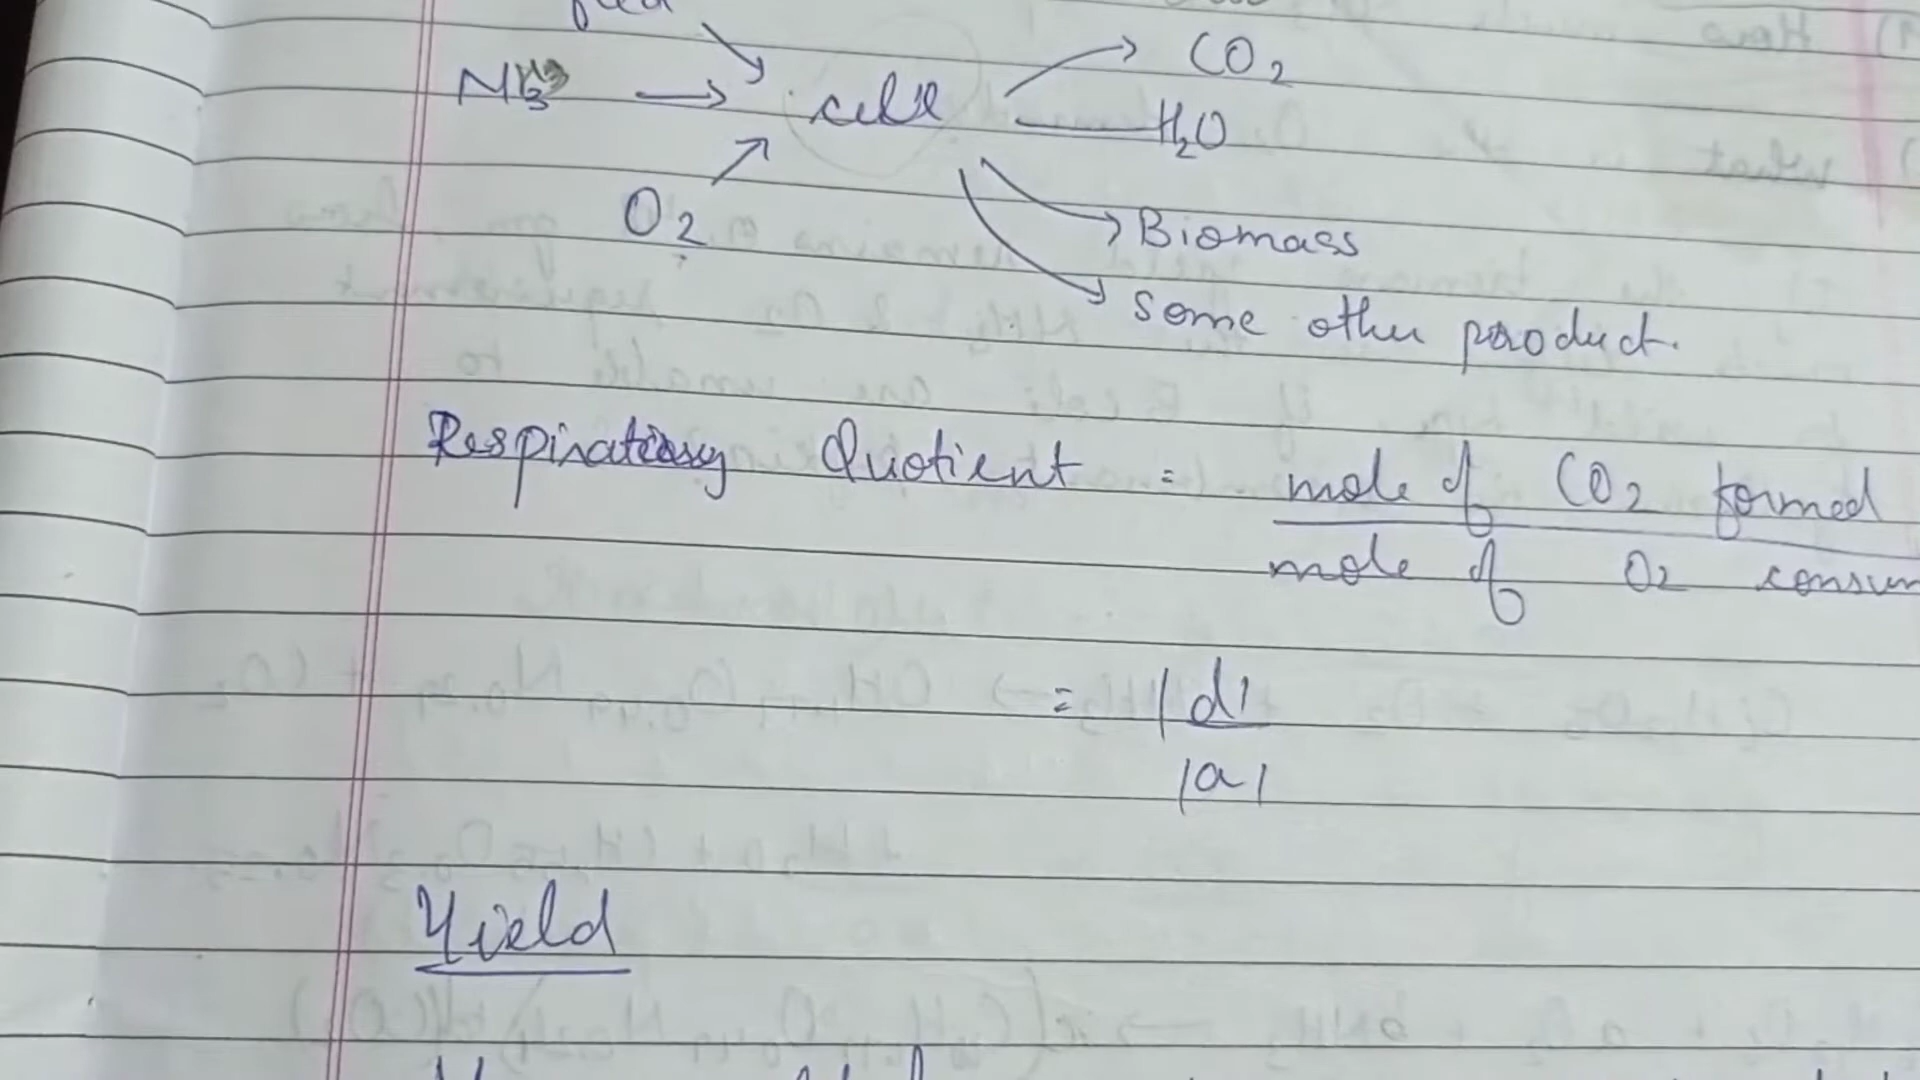 NH3 → cell → CO2
H2O
O2
Biomass
Some other product.
Respiratory Quotient = mole of CO2 formed
mole of O2 consum
= |d|
|a|
Yield